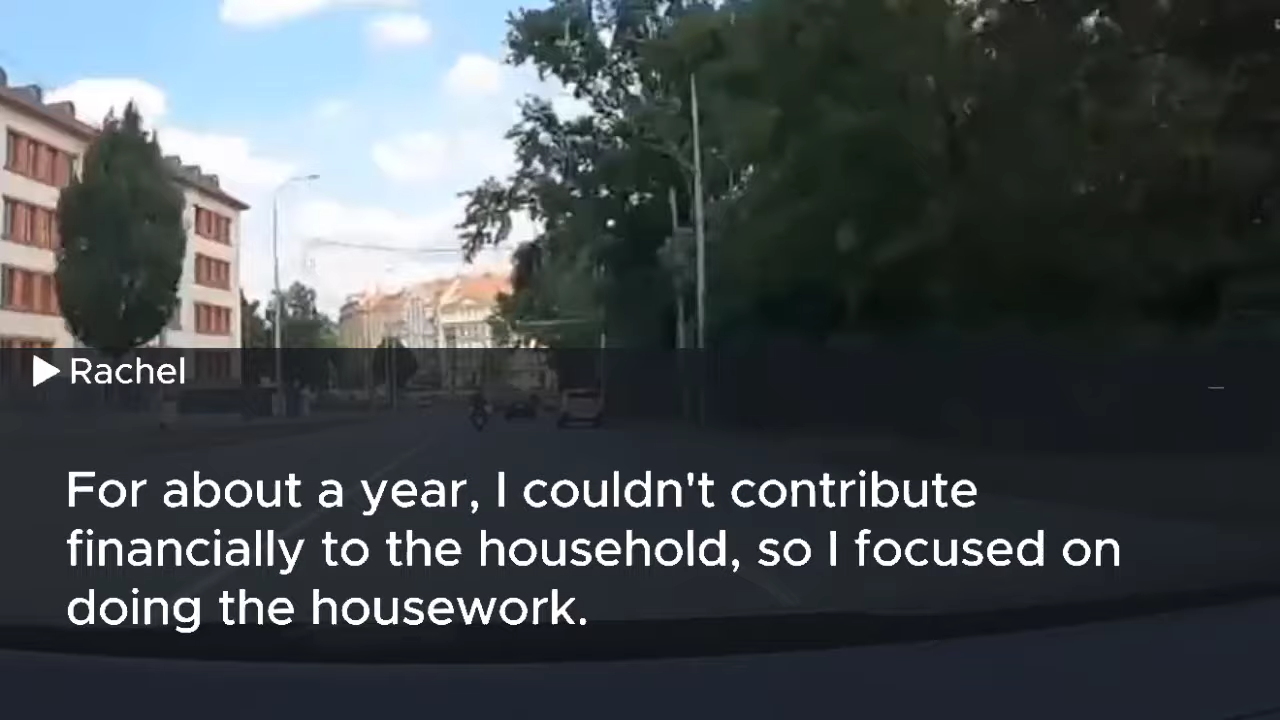 Rachel
For about a year, I couldn't contribute
financially to the household, so I focused on
doing the housework.